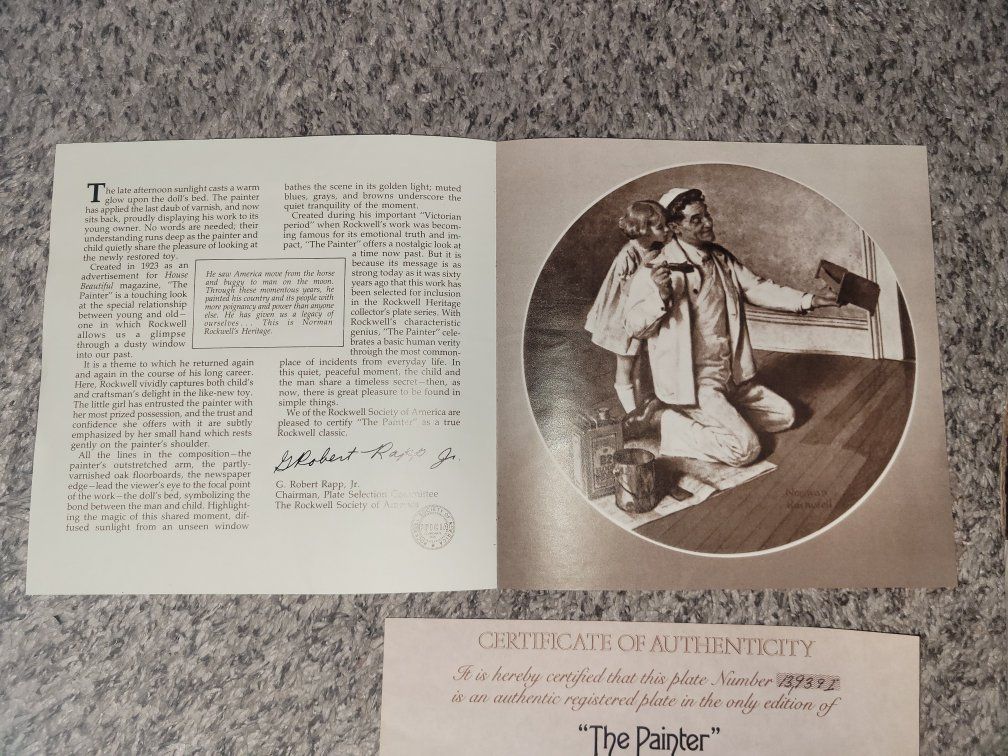 The late afternoon sunlight casts a warm
glow upon the doll's bed. The painter
has applied the last daub of varnish, and now
sits back, proudly displaying his work to its
young owner. No words are needed; their
understanding runs deep as the painter and
child quietly share the pleasure of looking at
the newly restored toy.
Created in 1923 as an
advertisement for House
Beautiful magazine, "The
Painter" is a touching look
at the special relationship
between young and old—
one in which Rockwell
allows us a glimpse
through a dusty window
into our past.
It is a theme to which he returned again
and again in the course of his long career.
Here, Rockwell vividly captures both child's
and craftsman's delight in the like-new toy.
The little girl has entrusted the painter with
her most prized possession, and the trust and
confidence she offers with it are subtly
emphasized by her small hand which rests
gently on the painter's shoulder.
All the lines in the composition—the
painter's outstretched arm, the partly-
varnished oak floorboards, the newspaper
edge—lead the viewer's eye to the focal point
of the work—the doll's bed, symbolizing the
bond between the man and child. Highlight-
ing the magic of this shared moment, dif-
fused sunlight from an unseen window
He saw America move from the horse
and buggy to man on the moon.
Through these momentous years, he
painted his country and its people with
more poignancy and power than anyone
else. He has given us a legacy of
ourselves... This is Norman
Rockwell's Heritage.
bathes the scene in its golden light; muted
blues, grays, and browns underscore the
quiet tranquility of the moment.
Created during his important "Victorian
period" when Rockwell's work was becom-
ing famous for its emotional truth and im-
pact, "The Painter" offers a nostalgic look at
a time now past. But it is
because its message is as
strong today as it was sixty
years ago that this work has
been selected for inclusion
in the Rockwell Heritage
collector's plate series. With
Rockwell's characteristic
genius, "The Painter" cele-
brates a basic human verity
through the most common-
place of incidents from everyday life. In
this quiet, peaceful moment, the child and
the man share a timeless secret—then, as
now, there is great pleasure to be found in
simple things.
We of the Rockwell Society of America are
pleased to certify "The Painter" as a true
Rockwell classic.
G Robert Rapp Jr.
G. Robert Rapp, Jr.
Chairman, Plate Selection Committee
The Rockwell Society of America
Norman
Rockwell
CERTIFICATE OF AUTHENTICITY
It is hereby certified that this plate Number
is an authentic registered plate in the only edition of
"The Painter"